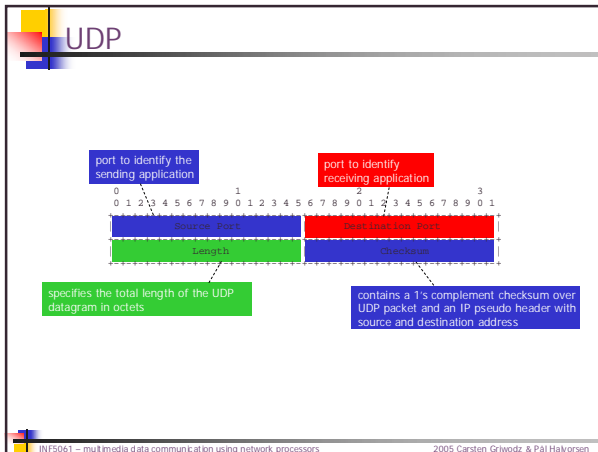 UDP
port to identify the
sending application
port to identify
receiving application
0 1 2 3
0 1 2 3 4 5 6 7 8 9 0 1 2 3 4 5 6 7 8 9 0 1 2 3 4 5 6 7 8 9 0 1
Source Port
Destination Port
Length
Checksum
specifies the total length of the UDP
datagram in octets
contains a 1's complement checksum over
UDP packet and an IP pseudo header with
source and destination address
INF5061 – multimedia data communication using network processors
2005 Carsten Griwodz & Pål Halvorsen